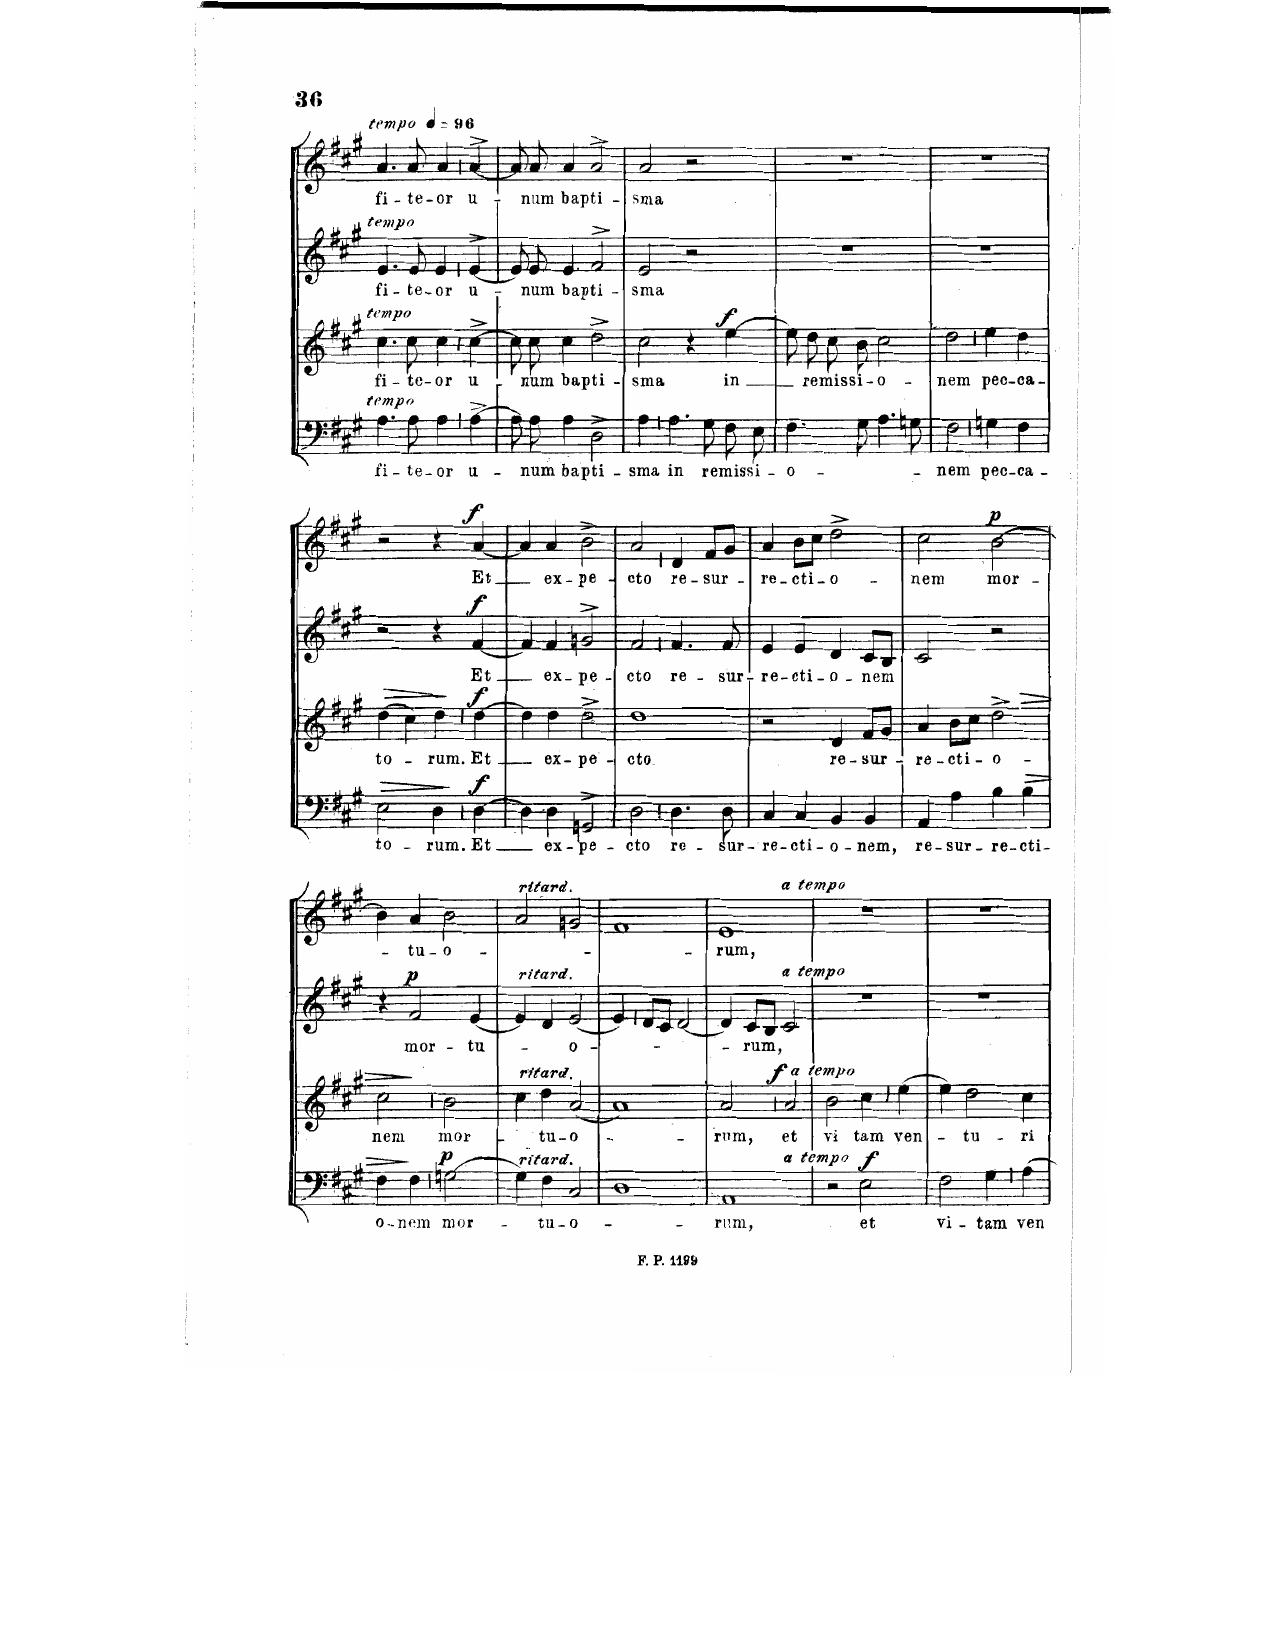 36
tempo ♩ = 96
fi - te - or u - num bapti - sma
tempo
fi - te - or u - num bapti - sma
tempo
f
fi - te - or u - num bapti - sma in remissi - o - nem pec - ca -
tempo
fi - te - or u - num bapti - sma in remissi - o - nem pec - ca -
f p
Et ex - pe - cto re - sur - re - cti - o - nem mor -
f
Et ex - pe - cto re - sur - re - cti - o - nem
f
to - rum. Et ex - pe - cto re - sur - re - cti - o -
f
to - rum. Et ex - pe - cto re - sur - re - cti - o - nem, re - sur - re - cti -
ritard. a tempo
- tu - o - rum,
p ritard. a tempo
mor - tu - o - rum,
ritard. f a tempo
nem mor - tu - o - rum, et vi tam ven - tu - ri
p ritard. a tempo f
o - nem mor - tu - o - rum, et vi - tam ven
F. P. 1199